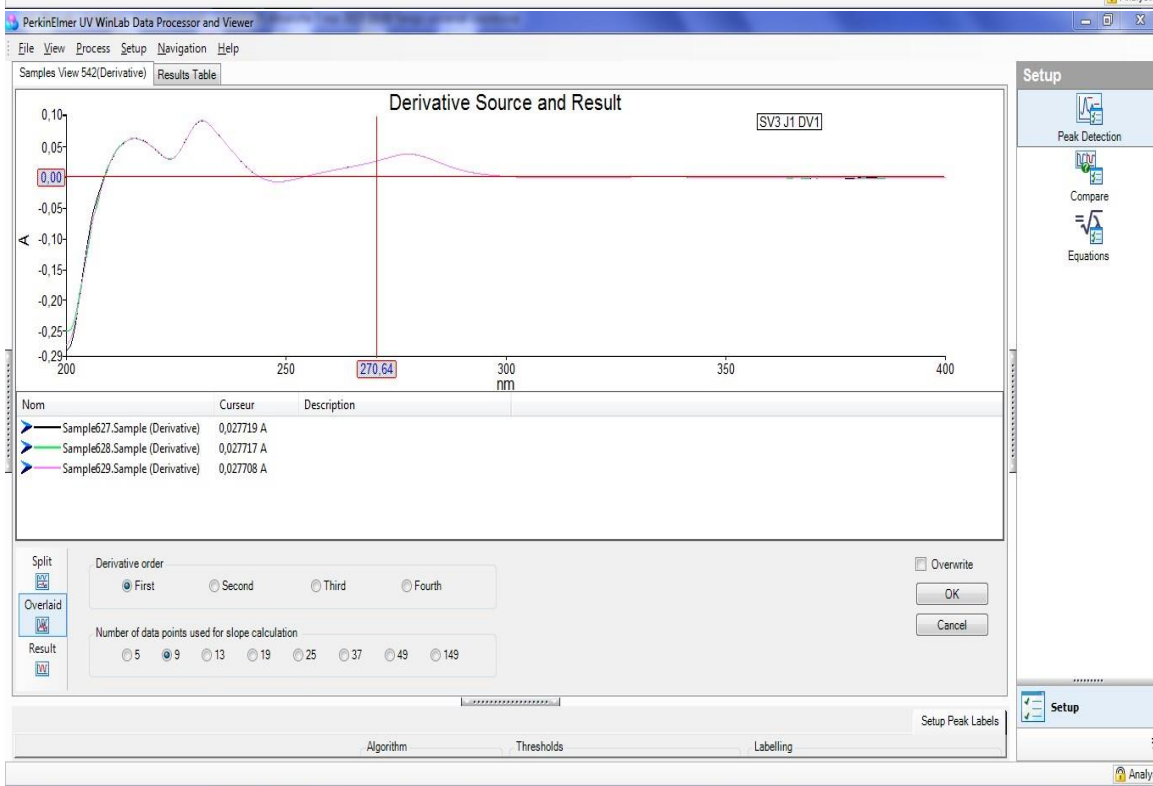 PerkinElmer UV WinLab Data Processor and Viewer
File View Process Setup Navigation Help
Samples View 542(Derivative) Results Table
Setup
Derivative Source and Result
SV3 J1 DV1
0,10
0,05
0,00
-0,05
-0,10
-0,15
-0,20
-0,25
-0,29
A
200 250 270,64 300 350 400
nm
Peak Detection
Compare
Equations
Nom Curseur Description
Sample627.Sample (Derivative) 0,027719 A
Sample628.Sample (Derivative) 0,027717 A
Sample629.Sample (Derivative) 0,027708 A
Split
Overlaid
Result
Derivative order
First Second Third Fourth
Number of data points used for slope calculation
5 9 13 19 25 37 49 149
Overwrite
OK
Cancel
Setup
Setup Peak Labels
Algorithm Thresholds Labelling
Analy